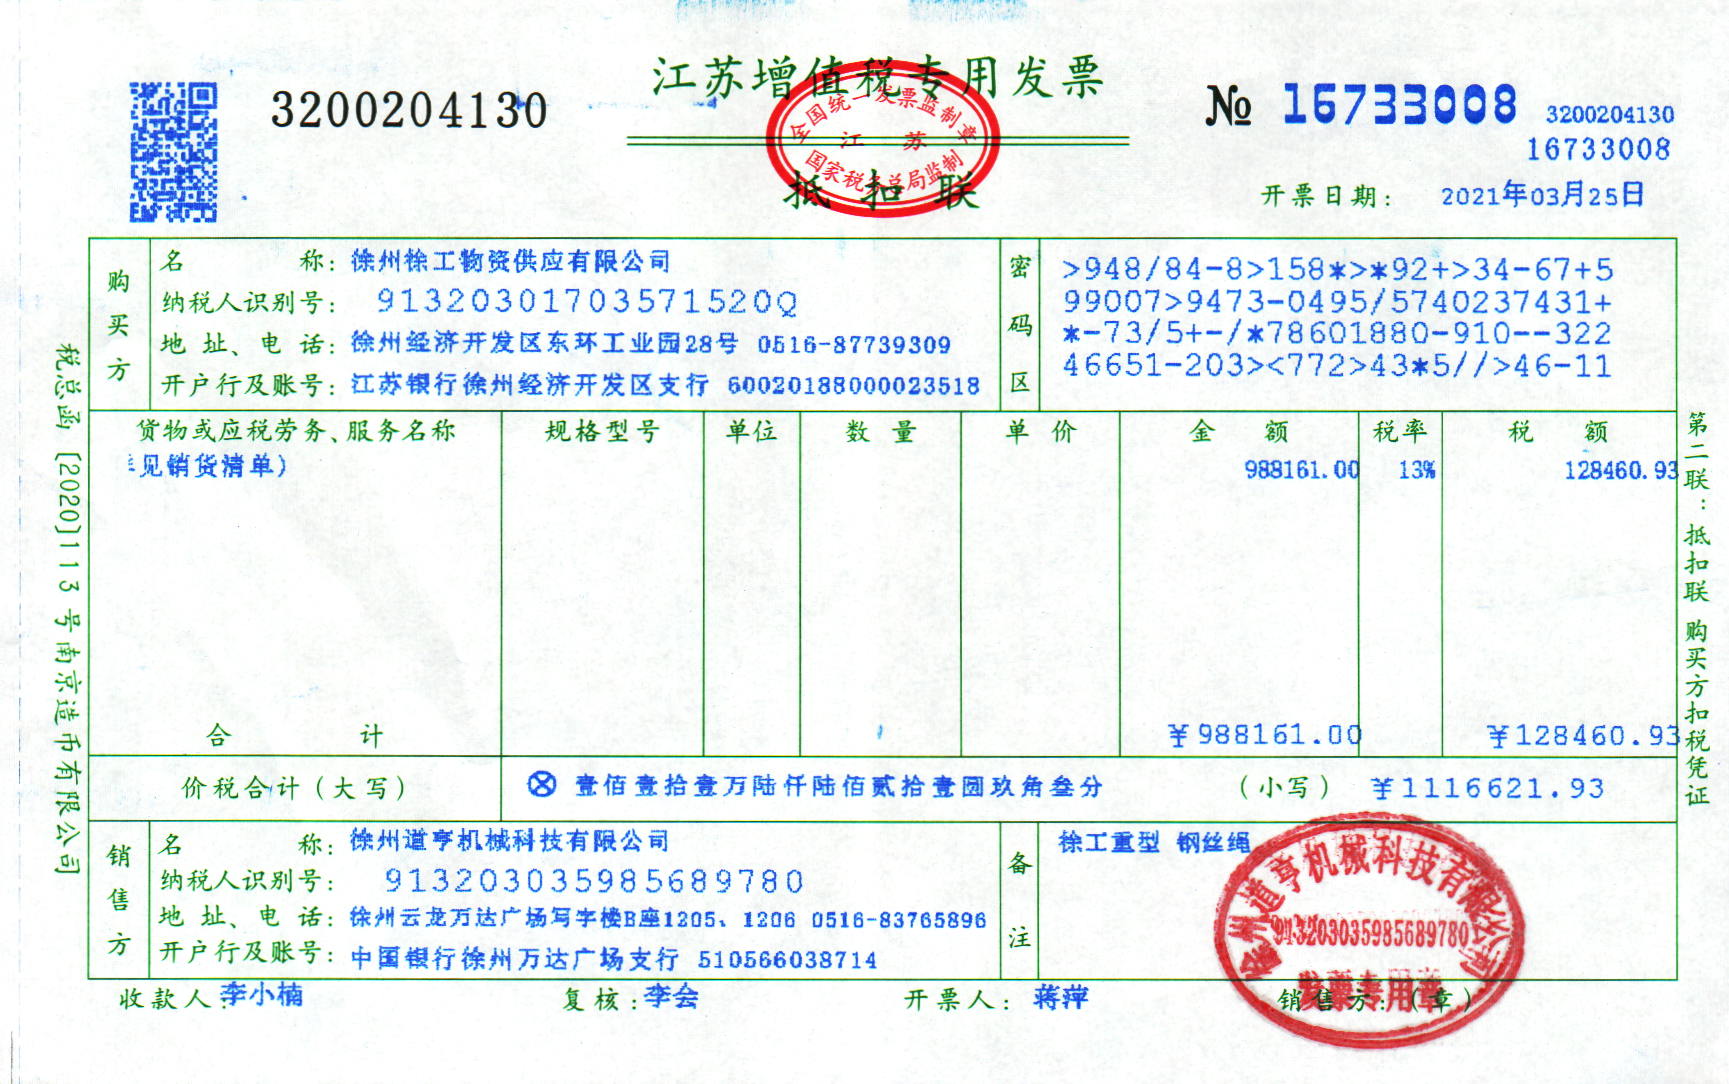 江苏增值税专用发票
3200204130
№ 16733008
3200204130
16733008
全国统一发票监制章
江 苏
国家税务总局监制
抵扣联
开票日期: 2021年03月25日
购买方
名 称: 徐州徐工物资供应有限公司
纳税人识别号: 91320301703571520Q
地 址、电 话: 徐州经济开发区东环工业园28号 0516-87739309
开户行及账号: 江苏银行徐州经济开发区支行 60020188000023518
密码区
>948/84-8>158*>*92+>34-67+5
99007>9473-0495/5740237431+
*-73/5+-/*78601880-910--322
46651-203><772>43*5//>46-11
货物或应税劳务、服务名称 规格型号 单位 数 量 单 价 金 额 税率 税 额
见销货清单) 988161.00 13% 128460.93
合 计 ¥988161.00 ¥128460.93
价税合计(大写) ⊗壹佰壹拾壹万陆仟陆佰贰拾壹圆玖角叁分 (小写) ¥1116621.93
销售方
名 称: 徐州道亨机械科技有限公司
纳税人识别号: 913203035985689780
地 址、电 话: 徐州云龙万达广场写字楼B座1205、1206 0516-83765896
开户行及账号: 中国银行徐州万达广场支行 510566038714
备注
徐工重型 钢丝绳
徐州道亨机械科技有限公司
913203035985689780
发票专用章
收款人: 李小楠 复核: 李会 开票人: 蒋萍 销售方:(章)
税总函[2020]113号南京造币有限公司
第二联:抵扣联 购买方扣税凭证